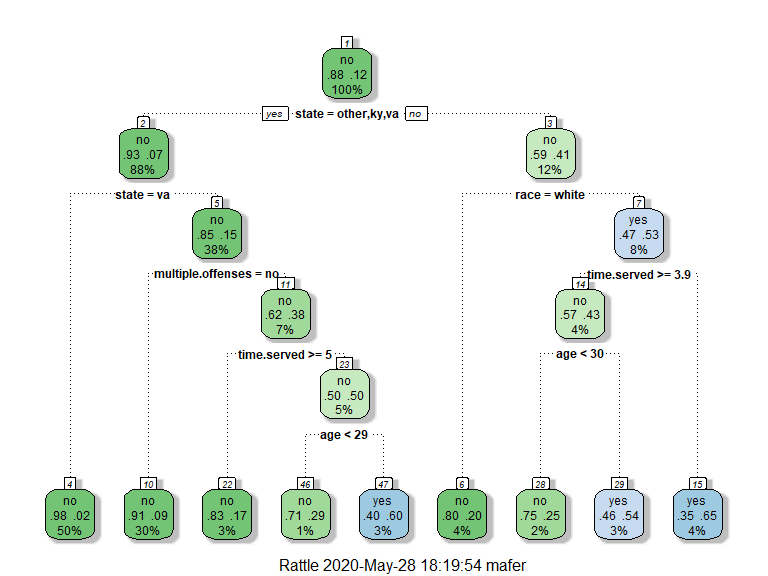 1
no
.88 .12
100%
yes state = other,ky,va no
2
no
.93 .07
88%
3
no
.59 .41
12%
state = va
race = white
5
no
.85 .15
38%
7
yes
.47 .53
8%
multiple.offenses = no
time.served >= 3.9
11
no
.62 .38
7%
14
no
.57 .43
4%
time.served >= 5
age < 30
23
no
.50 .50
5%
age < 29
4
no
.98 .02
50%
10
no
.91 .09
30%
22
no
.83 .17
3%
46
no
.71 .29
1%
47
yes
.40 .60
3%
6
no
.80 .20
4%
28
no
.75 .25
2%
29
yes
.46 .54
3%
15
yes
.35 .65
4%
Rattle 2020-May-28 18:19:54 mafer